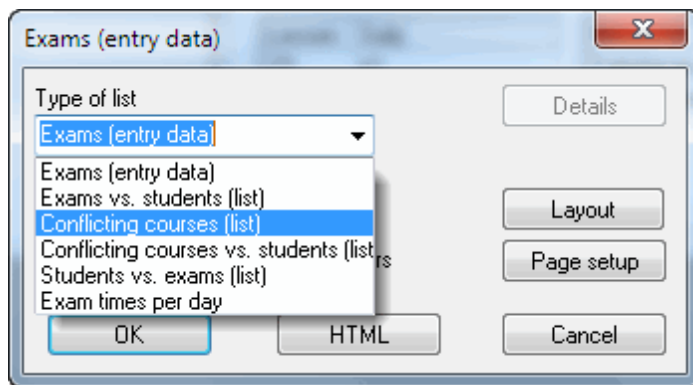 Exams (entry data)
Type of list
Details
Exams (entry data)
Exams (entry data)
Exams vs. students (list)
Conflicting courses (list)
Conflicting courses vs. students (list
Students vs. exams (list)
Exam times per day
Layout
Page setup
OK
HTML
Cancel